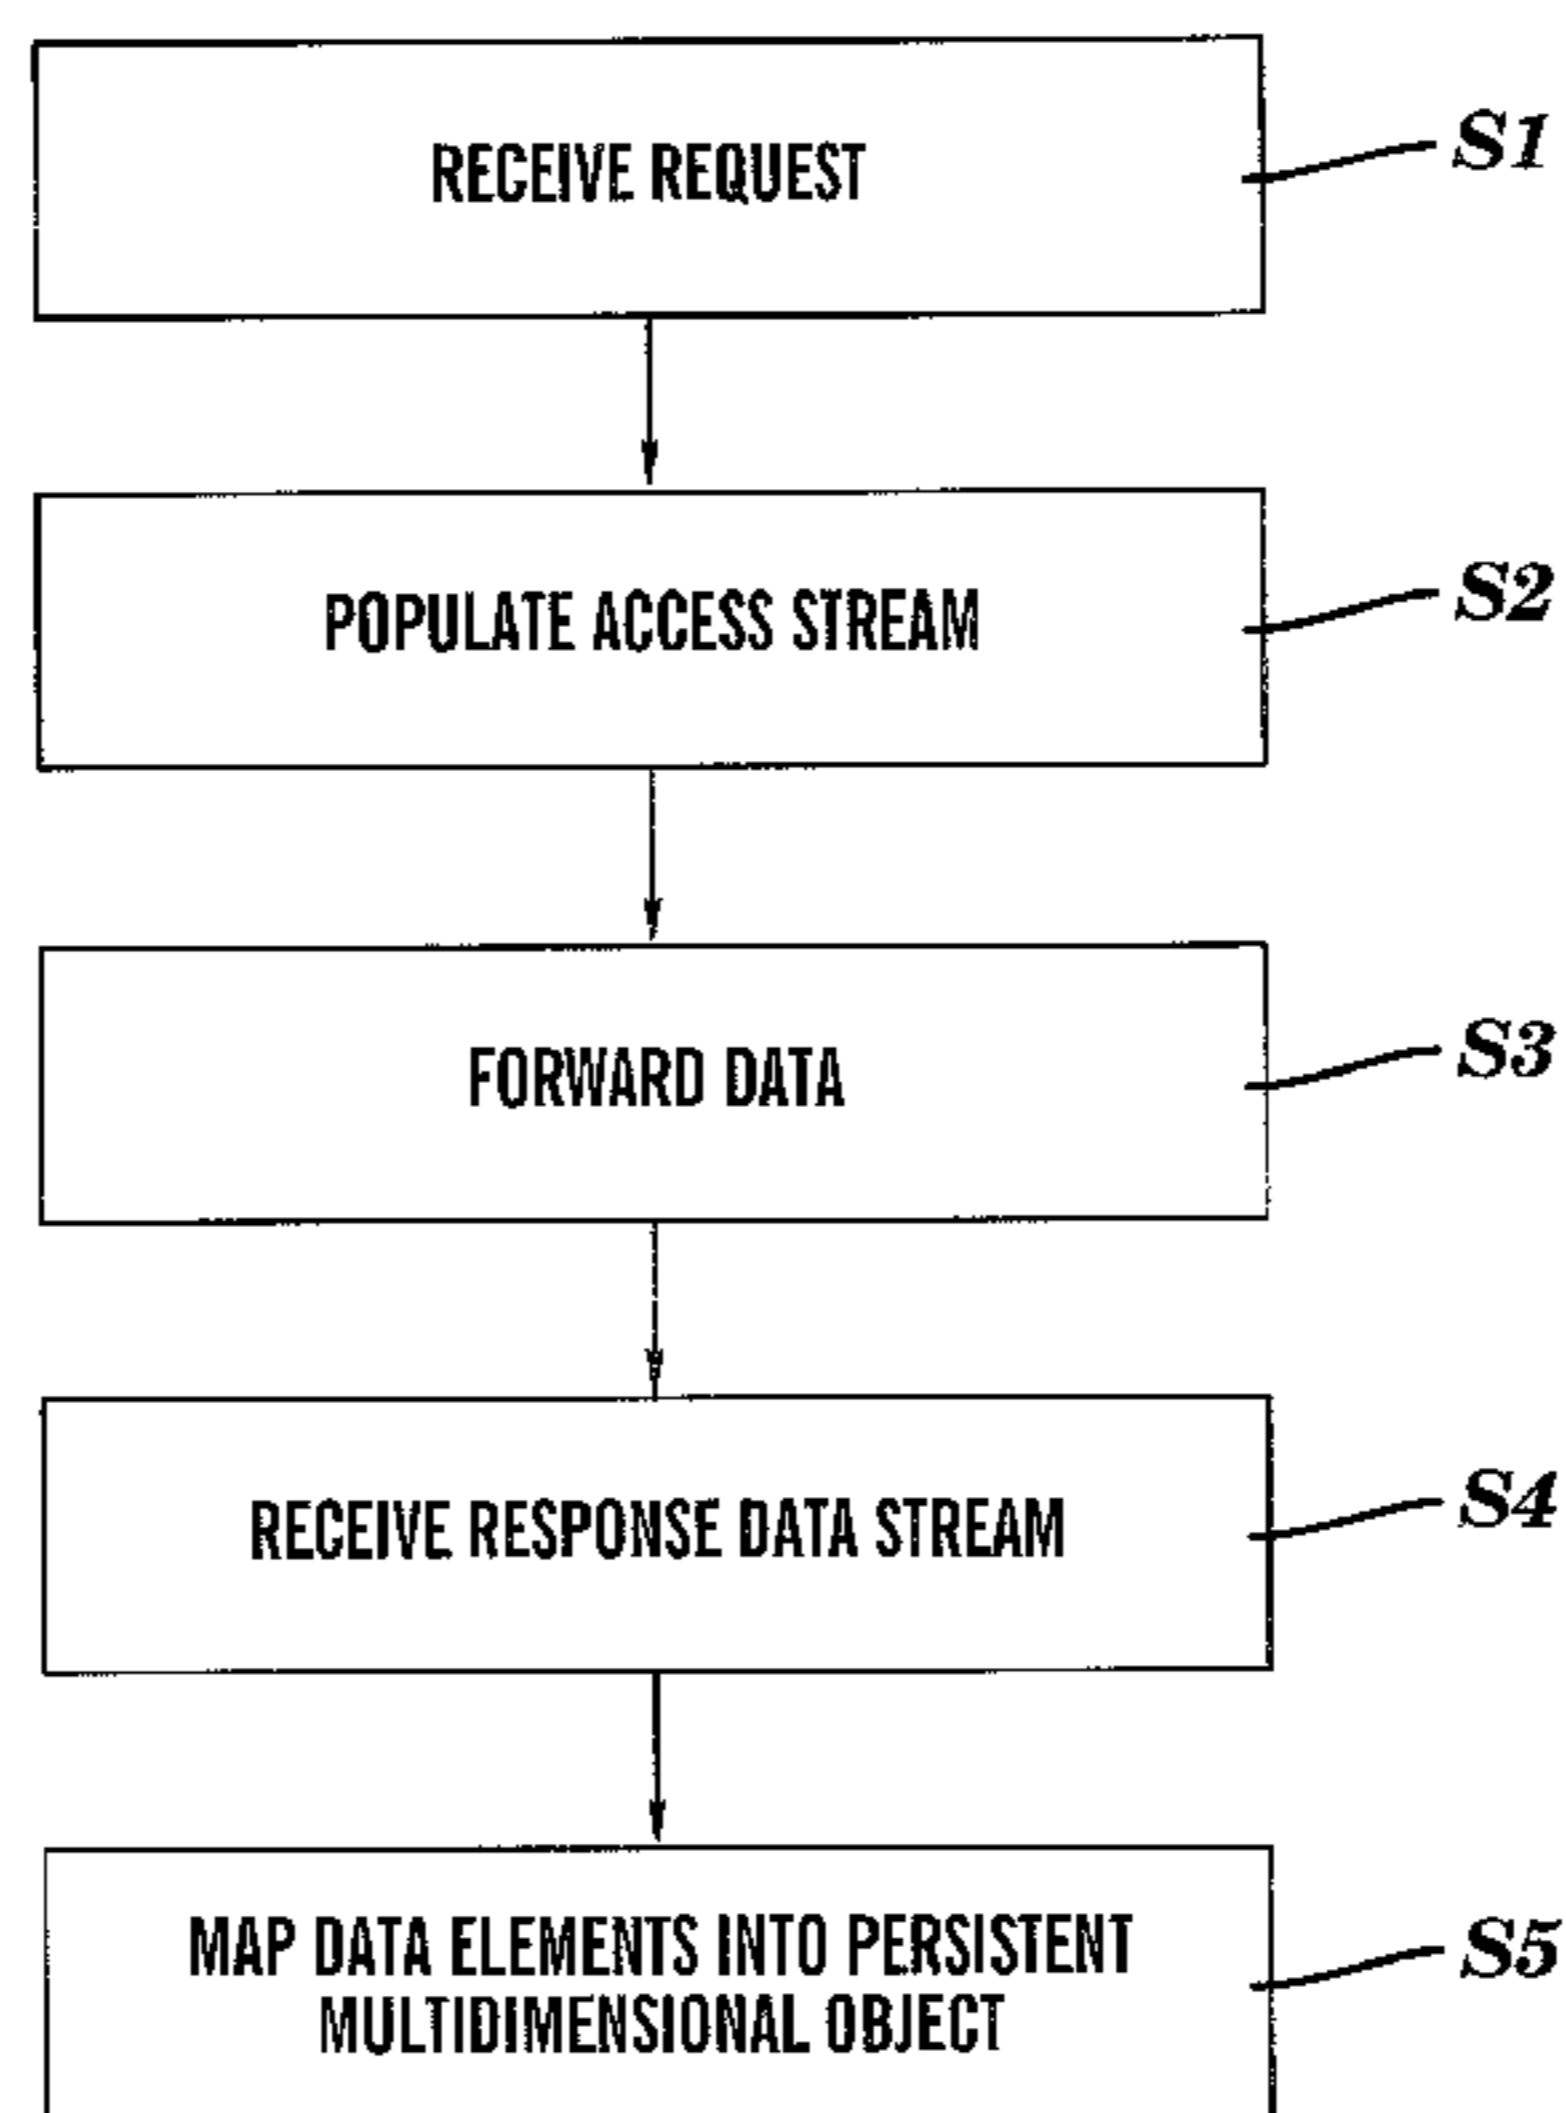 RECEIVE REQUEST
S1
POPULATE ACCESS STREAM
S2
FORWARD DATA
S3
RECEIVE RESPONSE DATA STREAM
S4
MAP DATA ELEMENTS INTO PERSISTENT
MULTIDIMENSIONAL OBJECT
S5